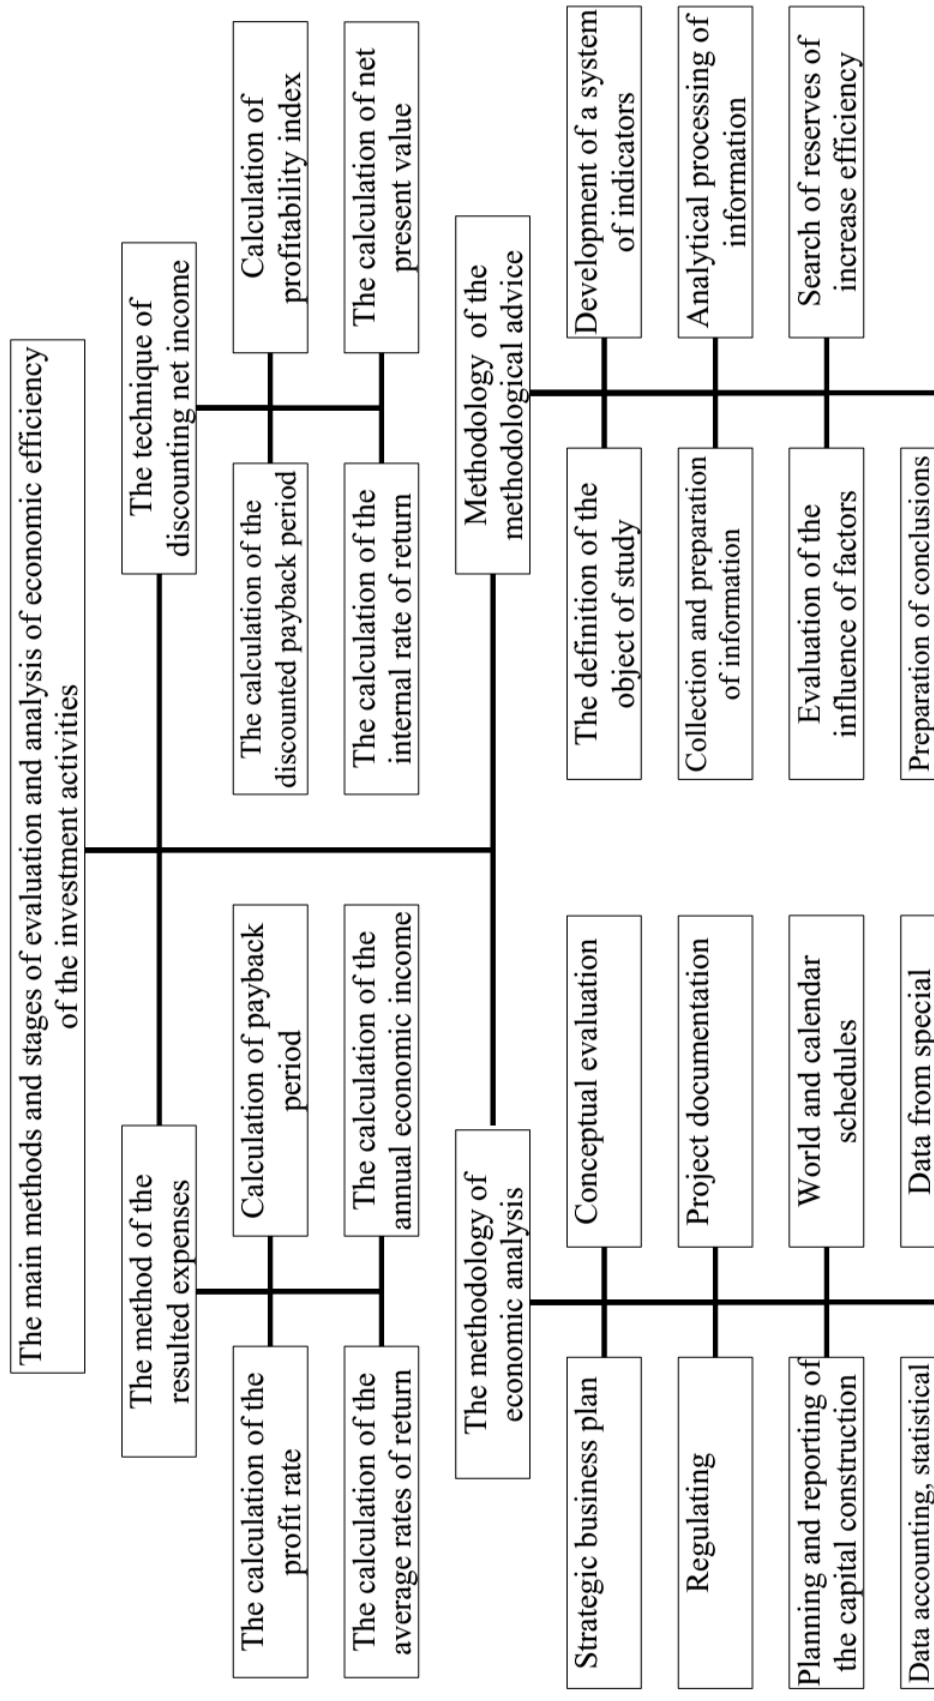 The main methods and stages of evaluation and analysis of economic efficiency
of the investment activities
The method of the
resulted expenses
The technique of
discounting net income
The calculation of the
profit rate
Calculation of payback
period
The calculation of the
discounted payback period
Calculation of
profitability index
The calculation of the
average rates of return
The calculation of the
annual economic income
The calculation of the
internal rate of return
The calculation of net
present value
The methodology of
economic analysis
Methodology of the
methodological advice
Strategic business plan
Conceptual evaluation
The definition of the
object of study
Development of a system
of indicators
Regulating
Project documentation
Collection and preparation
of information
Analytical processing of
information
Planning and reporting of
the capital construction
World and calendar
schedules
Evaluation of the
influence of factors
Search of reserves of
increase efficiency
Data accounting, statistical
Data from special
Preparation of conclusions